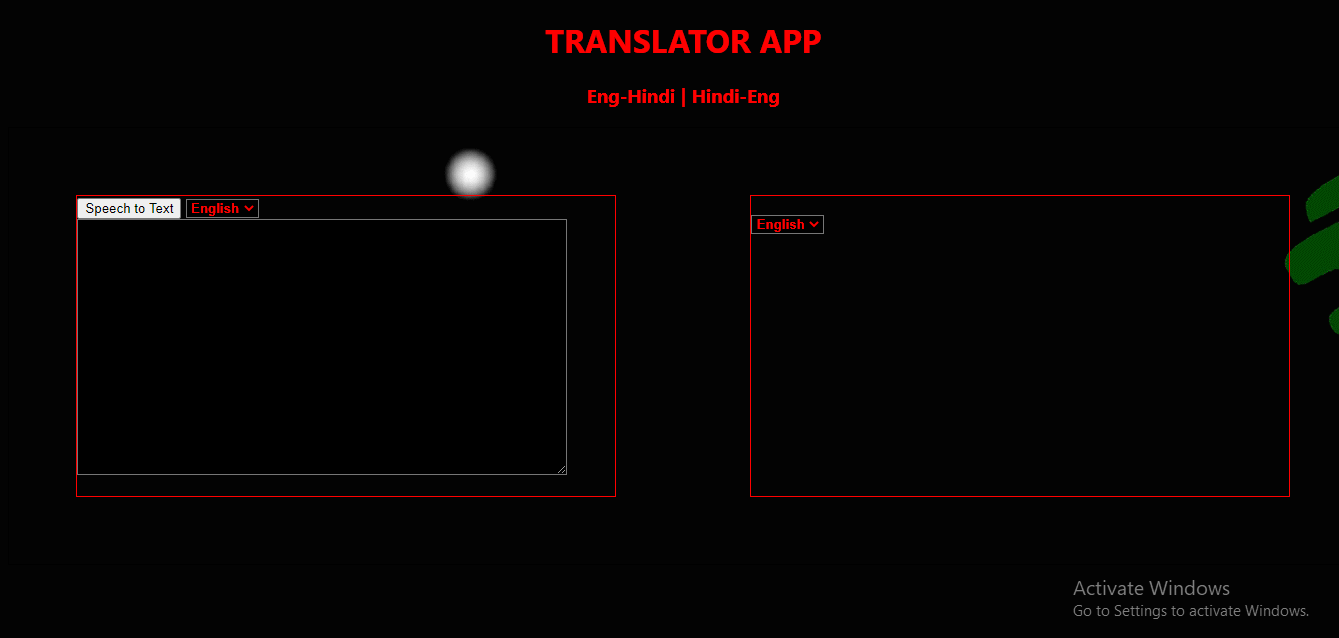 TRANSLATOR APP
Eng-Hindi | Hindi-Eng
Speech to Text English
English
Activate Windows
Go to Settings to activate Windows.